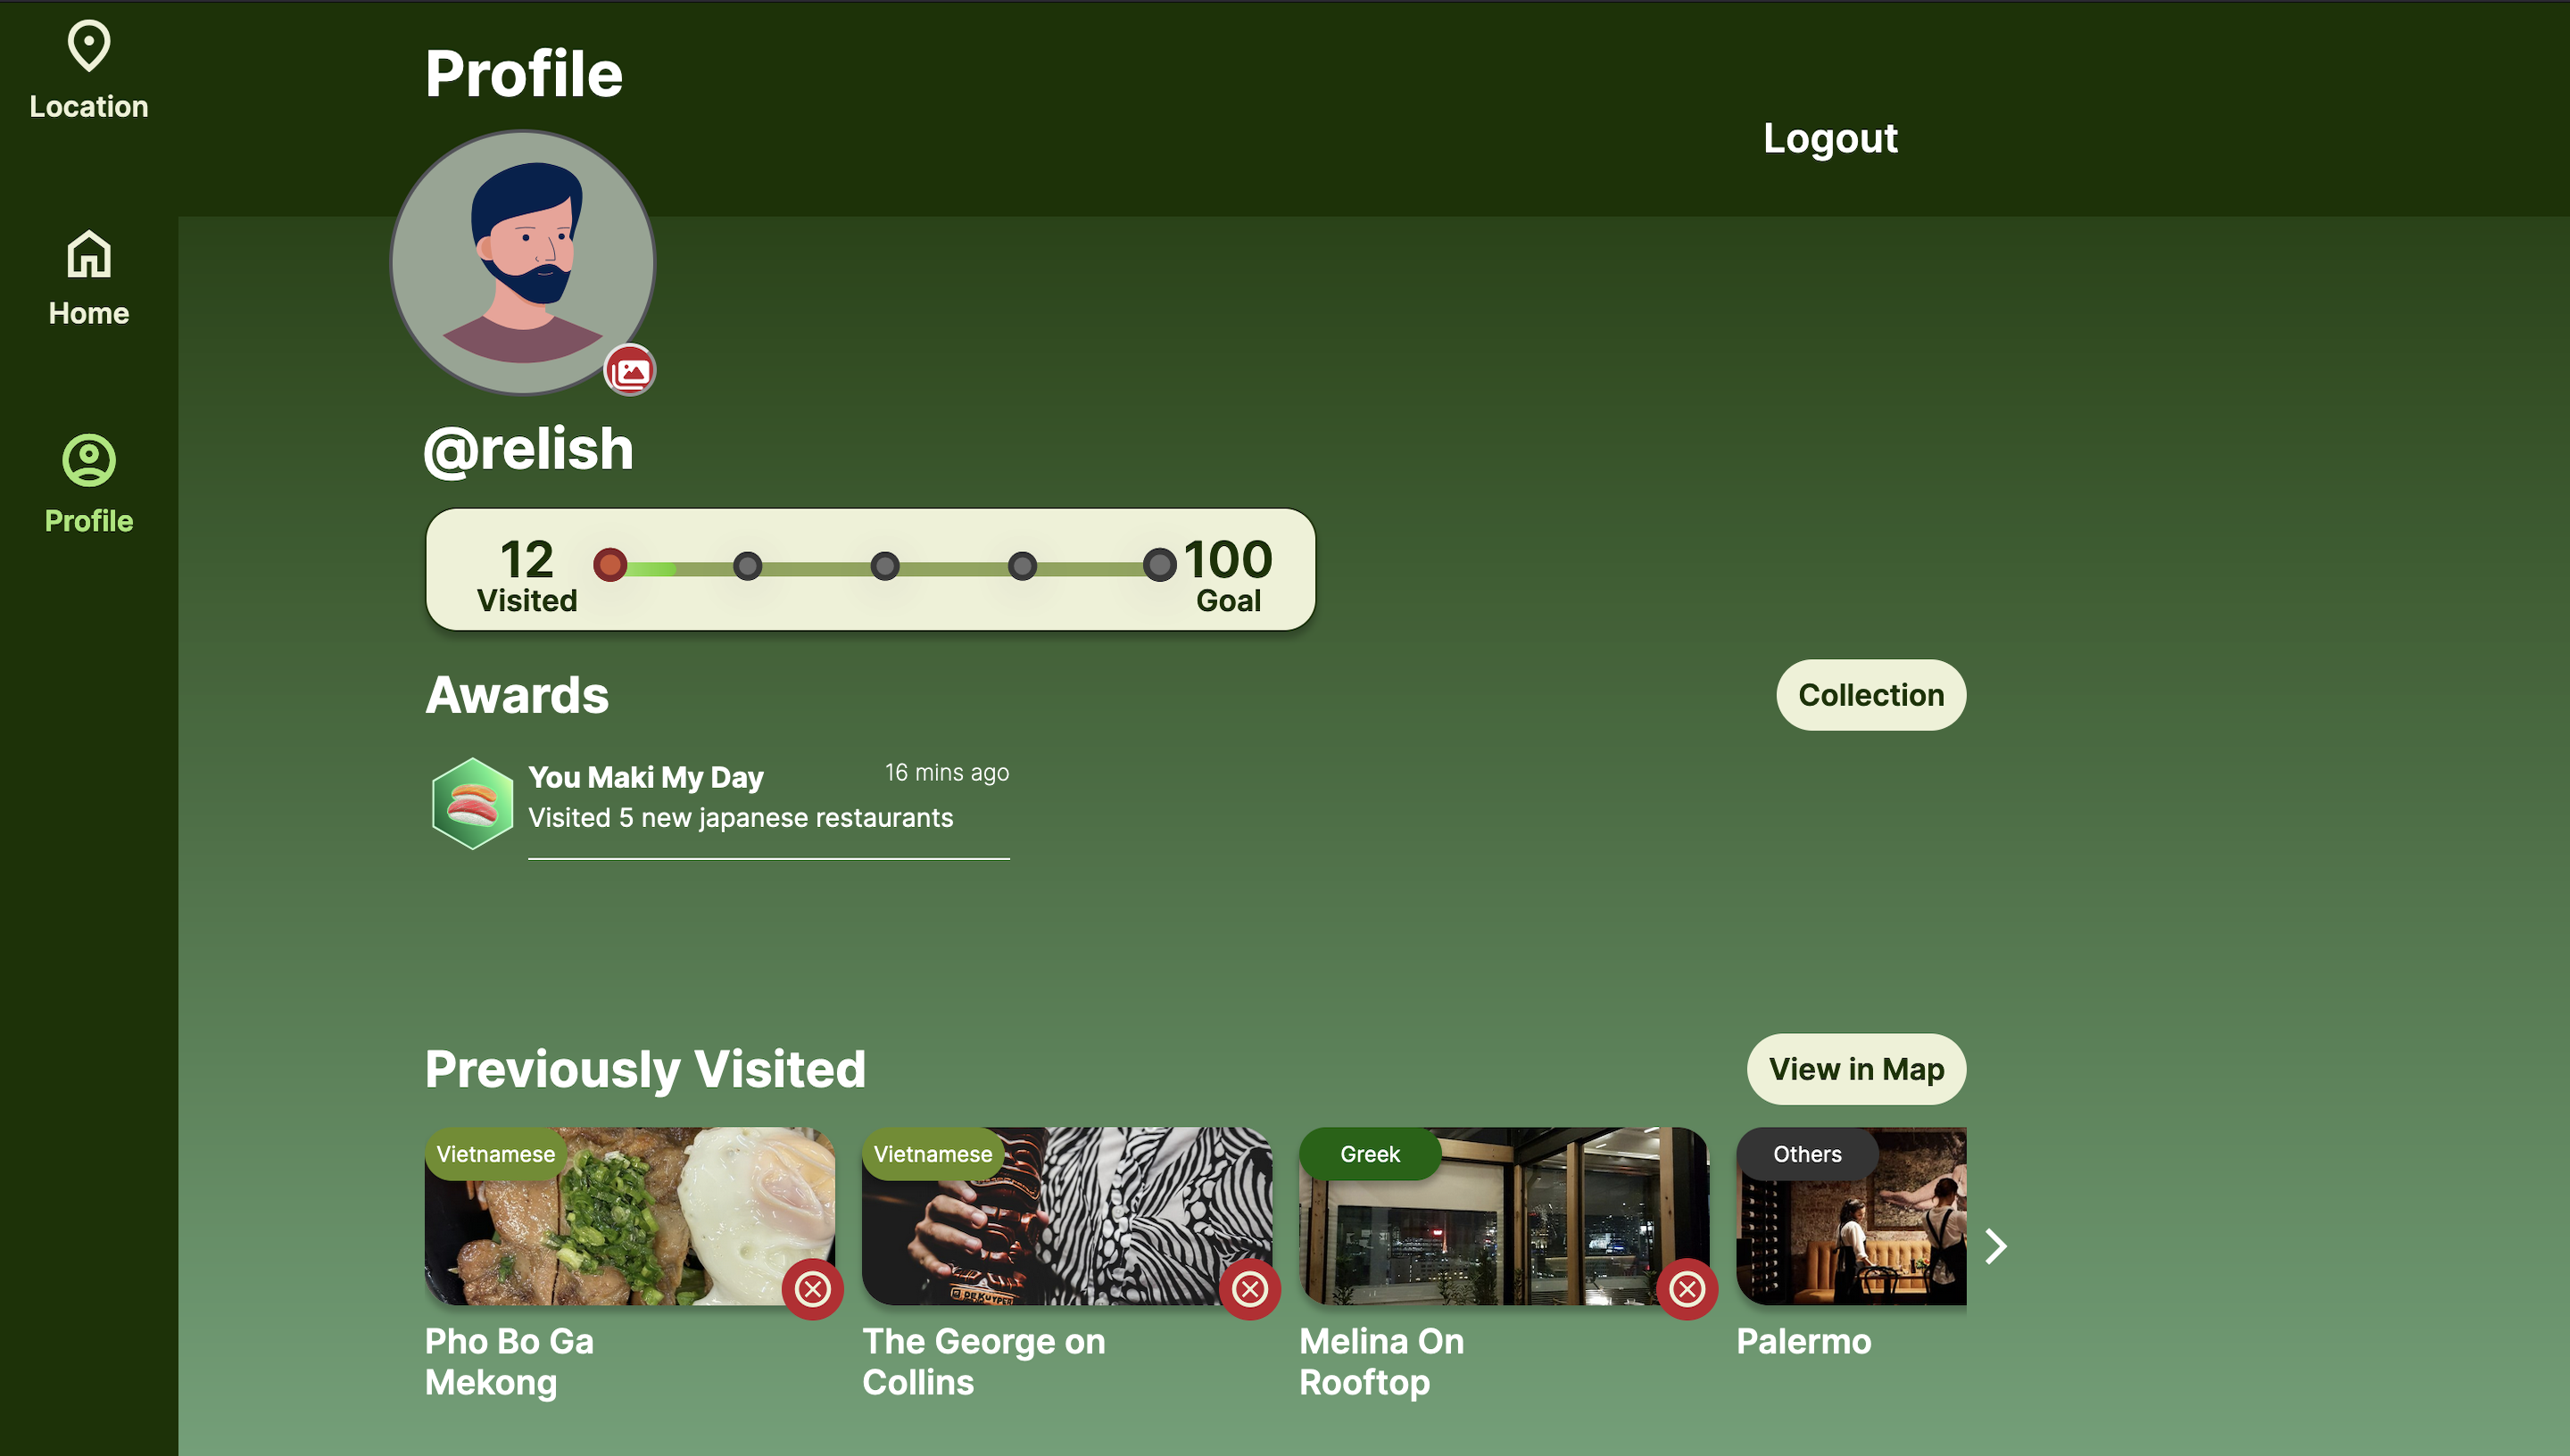 Location
Home
Profile
Profile
Logout
@relish
12
Visited
100
Goal
Awards
Collection
You Maki My Day
16 mins ago
Visited 5 new japanese restaurants
Previously Visited
View in Map
Vietnamese
Pho Bo Ga
Mekong
Vietnamese
DEKUYPER
The George on
Collins
Greek
Melina On
Rooftop
Others
Palermo